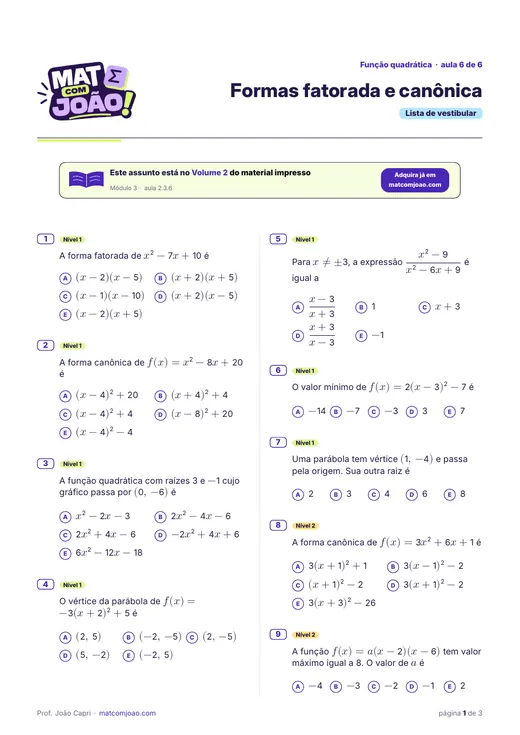 MAT Σ
COM
JOÃO!
Função quadrática · aula 6 de 6
Formas fatorada e canônica
Lista de vestibular
Este assunto está no Volume 2 do material impresso
Módulo 3 · aula 2.3.6
Adquira já em
matcomjoao.com
1 Nível 1
A forma fatorada de x² − 7x + 10 é
A (x − 2)(x − 5) B (x + 2)(x + 5)
C (x − 1)(x − 10) D (x + 2)(x − 5)
E (x − 2)(x + 5)
2 Nível 1
A forma canônica de f(x) = x² − 8x + 20
é
A (x − 4)² + 20 B (x + 4)² + 4
C (x − 4)² + 4 D (x − 8)² + 20
E (x − 4)² − 4
3 Nível 1
A função quadrática com raízes 3 e −1 cujo
gráfico passa por (0, −6) é
A x² − 2x − 3 B 2x² − 4x − 6
C 2x² + 4x − 6 D −2x² + 4x + 6
E 6x² − 12x − 18
4 Nível 1
O vértice da parábola de f(x) =
−3(x + 2)² + 5 é
A (2, 5) B (−2, −5) C (2, −5)
D (5, −2) E (−2, 5)
5 Nível 1
Para x ≠ ±3, a expressão (x² − 9)/(x² − 6x + 9) é
igual a
A (x − 3)/(x + 3) B 1 C x + 3
D (x + 3)/(x − 3) E −1
6 Nível 1
O valor mínimo de f(x) = 2(x − 3)² − 7 é
A −14 B −7 C −3 D 3 E 7
7 Nível 1
Uma parábola tem vértice (1, −4) e passa
pela origem. Sua outra raiz é
A 2 B 3 C 4 D 6 E 8
8 Nível 2
A forma canônica de f(x) = 3x² + 6x + 1 é
A 3(x + 1)² + 1 B 3(x − 1)² − 2
C (x + 1)² − 2 D 3(x + 1)² − 2
E 3(x + 3)² − 26
9 Nível 2
A função f(x) = a(x − 2)(x − 6) tem valor
máximo igual a 8. O valor de a é
A −4 B −3 C −2 D −1 E 2
Prof. João Capri · matcomjoao.com
página 1 de 3